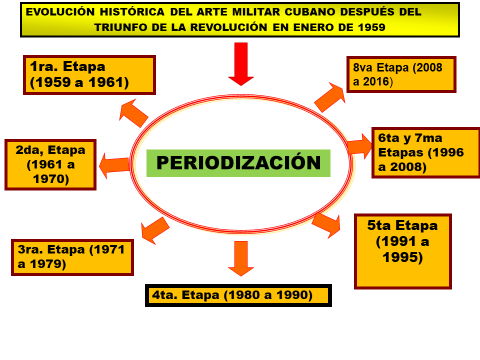 EVOLUCIÓN HISTÓRICA DEL ARTE MILITAR CUBANO DESPUÉS DEL
TRIUNFO DE LA REVOLUCIÓN EN ENERO DE 1959
1ra. Etapa
(1959 a 1961)
8va Etapa (2008
a 2016)
2da, Etapa
(1961 a
1970)
PERIODIZACIÓN
6ta y 7ma
Etapas (1996
a 2008)
3ra. Etapa (1971
a 1979)
5ta Etapa
(1991 a
1995)
4ta. Etapa (1980 a 1990)